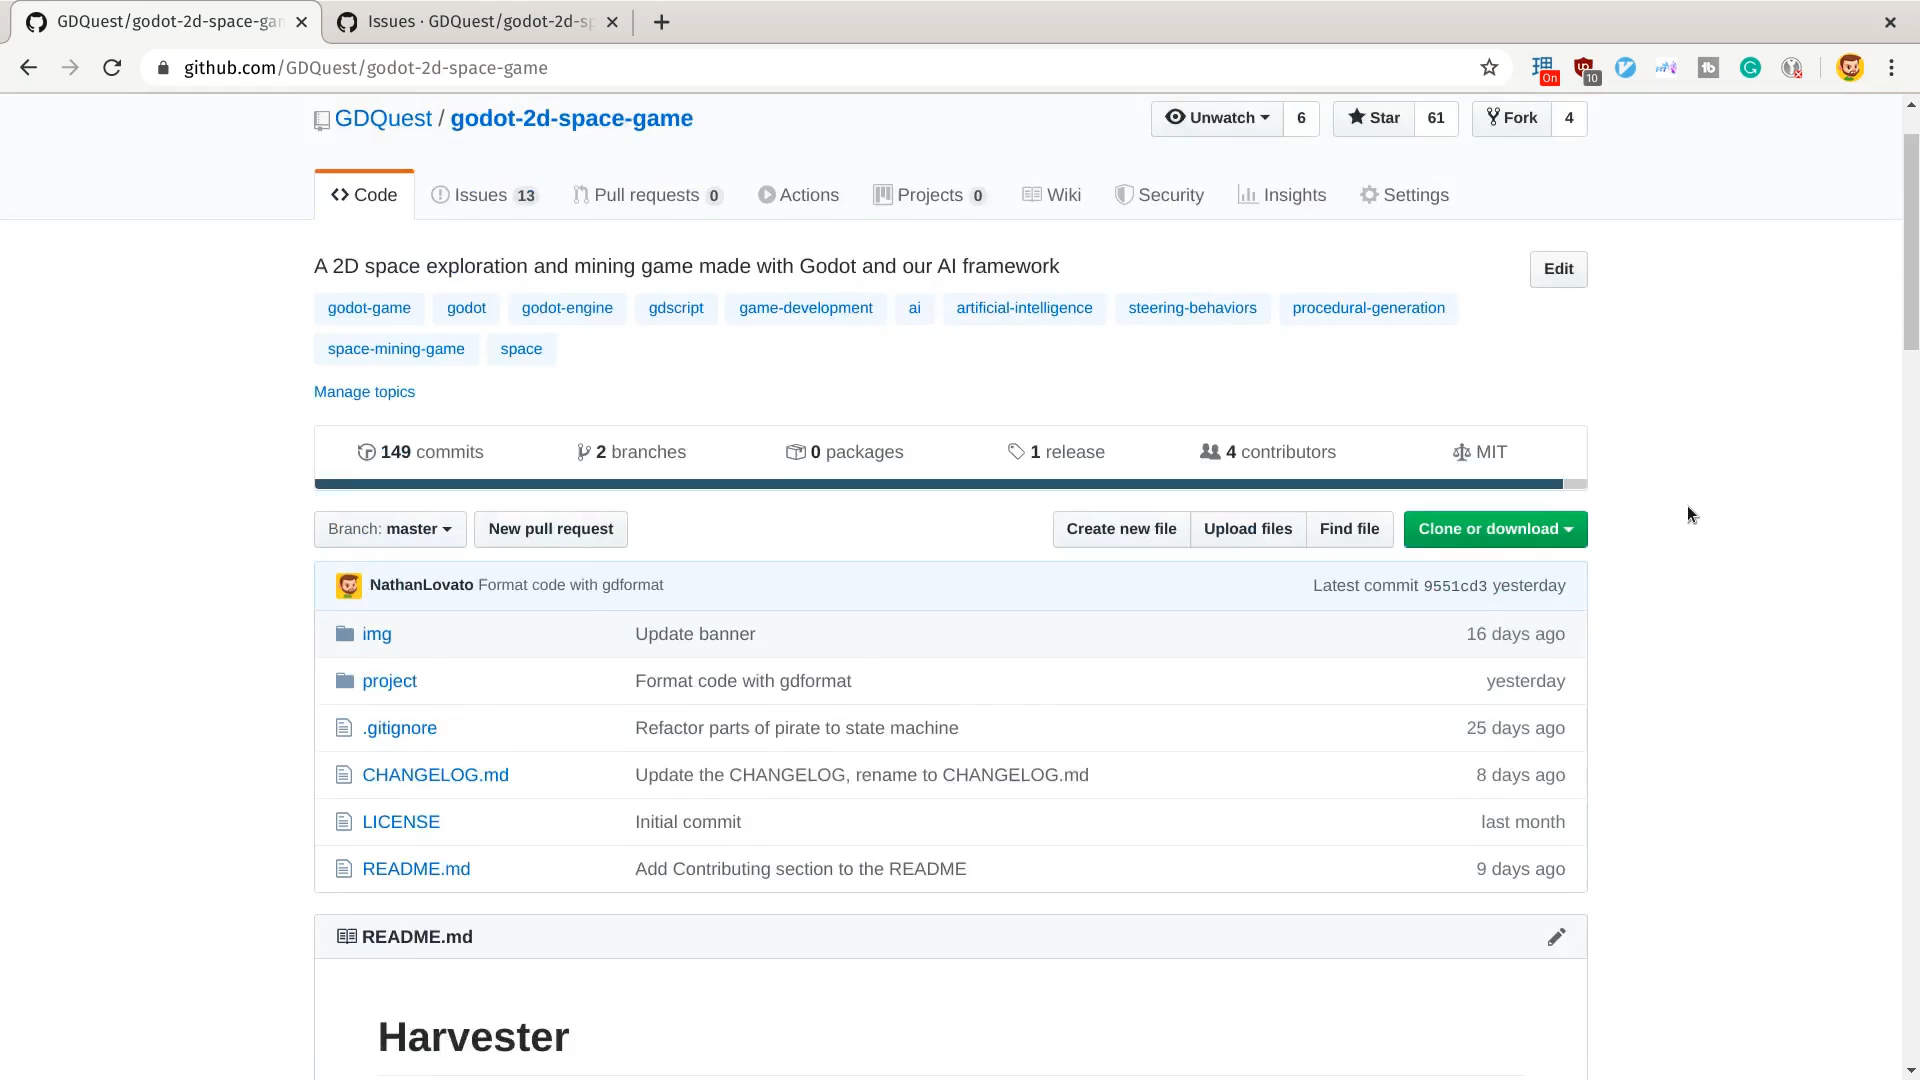 GDQuest/godot-2d-space-gan
Issues · GDQuest/godot-2d-sp
github.com/GDQuest/godot-2d-space-game
On
10
GDQuest / godot-2d-space-game
Unwatch 6
Star 61
Fork 4
Code
Issues 13
Pull requests 0
Actions
Projects 0
Wiki
Security
Insights
Settings
A 2D space exploration and mining game made with Godot and our AI framework
Edit
godot-game godot godot-engine gdscript game-development ai artificial-intelligence steering-behaviors procedural-generation
space-mining-game space
Manage topics
149 commits 2 branches 0 packages 1 release 4 contributors MIT
Branch: master New pull request Create new file Upload files Find file Clone or download
NathanLovato Format code with gdformat Latest commit 9551cd3 yesterday
img Update banner 16 days ago
project Format code with gdformat yesterday
.gitignore Refactor parts of pirate to state machine 25 days ago
CHANGELOG.md Update the CHANGELOG, rename to CHANGELOG.md 8 days ago
LICENSE Initial commit last month
README.md Add Contributing section to the README 9 days ago
README.md
Harvester